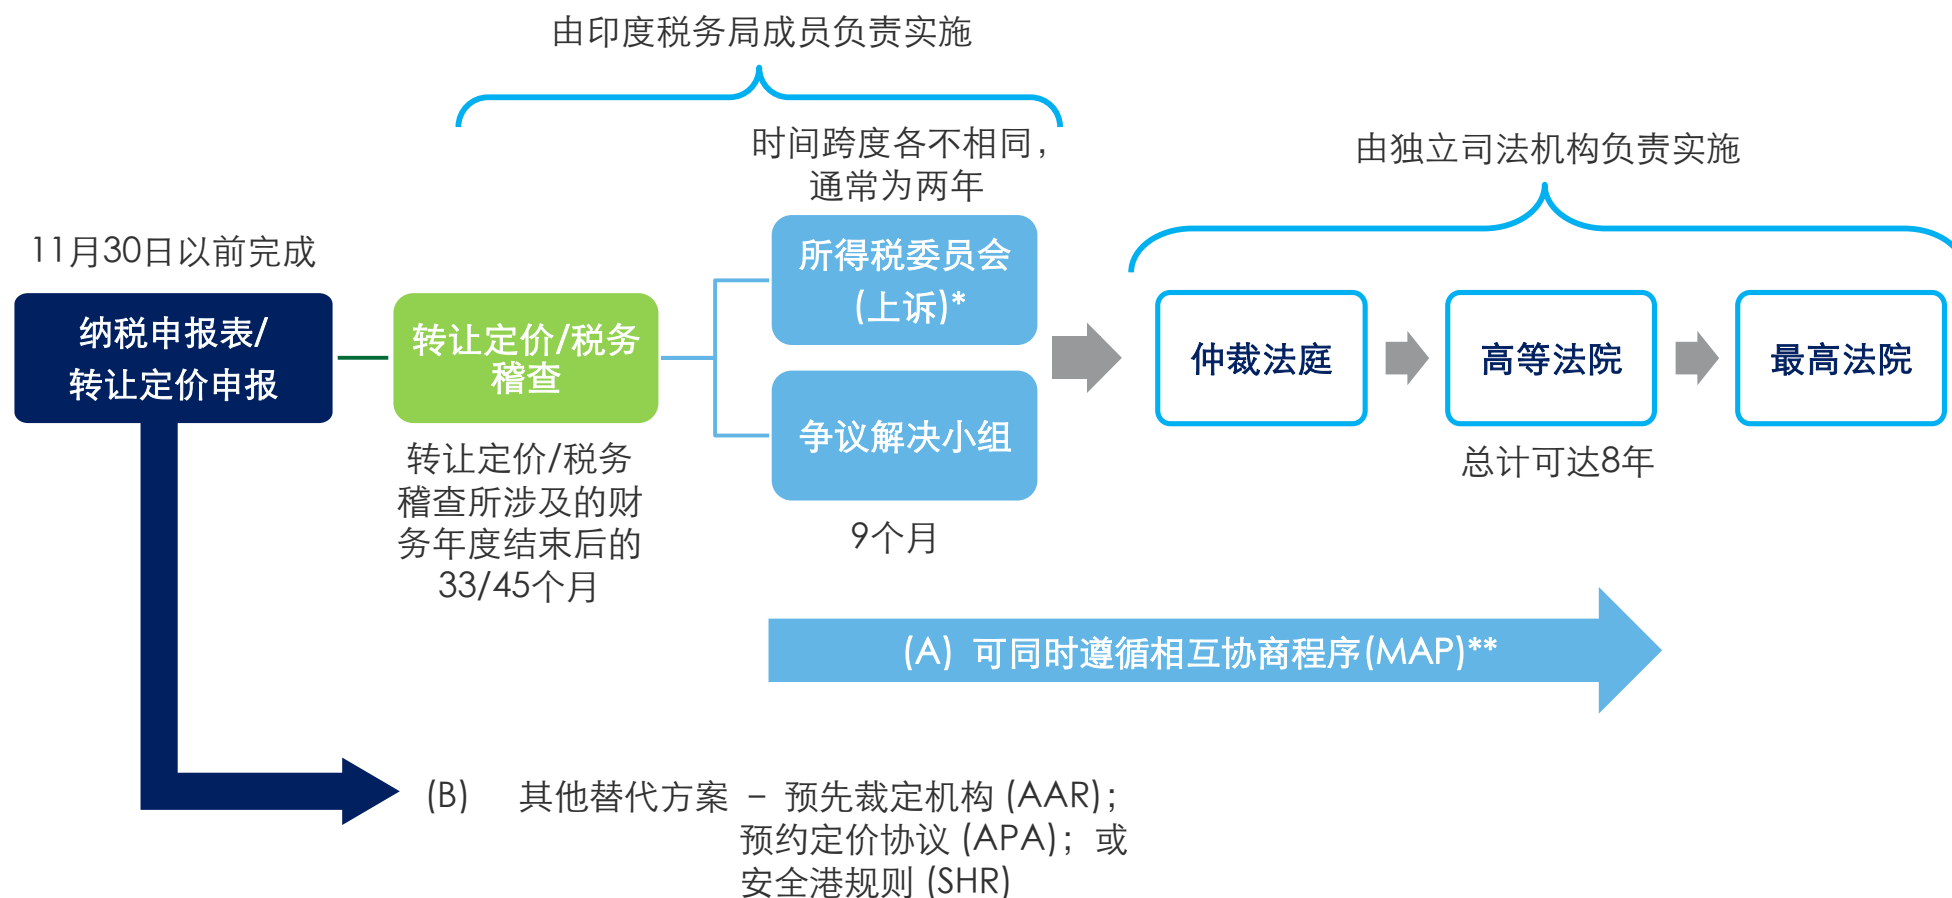 由印度税务局成员负责实施
时间跨度各不相同，
通常为两年
由独立司法机构负责实施
11月30日以前完成
纳税申报表/
转让定价申报
转让定价/税务
稽查
所得税委员会
(上诉)*
争议解决小组
仲裁法庭
高等法院
最高法院
转让定价/税务
稽查所涉及的财
务年度结束后的
33/45个月
9个月
总计可达8年
(A) 可同时遵循相互协商程序(MAP)**
(B) 其他替代方案 – 预先裁定机构 (AAR)；
预约定价协议 (APA)；或
安全港规则 (SHR)